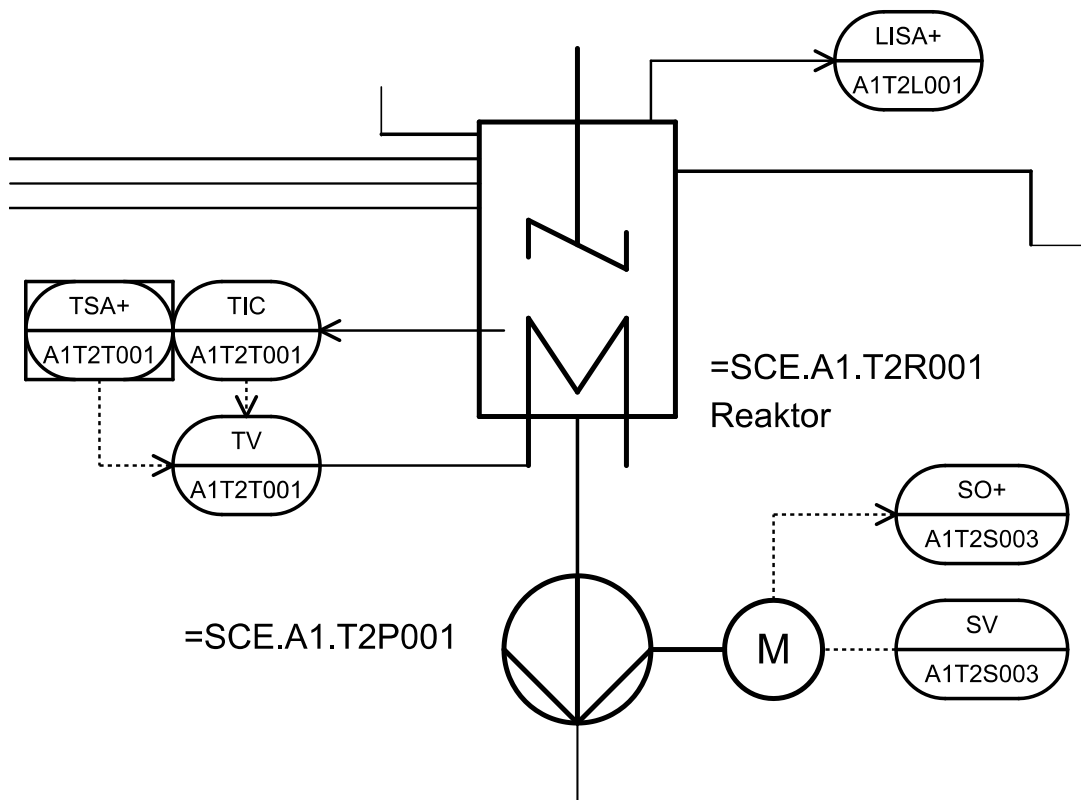 LISA+
A1T2L001
TSA+
A1T2T001
TIC
A1T2T001
=SCE.A1.T2R001
Reaktor
TV
A1T2T001
SO+
A1T2S003
=SCE.A1.T2P001
M
SV
A1T2S003